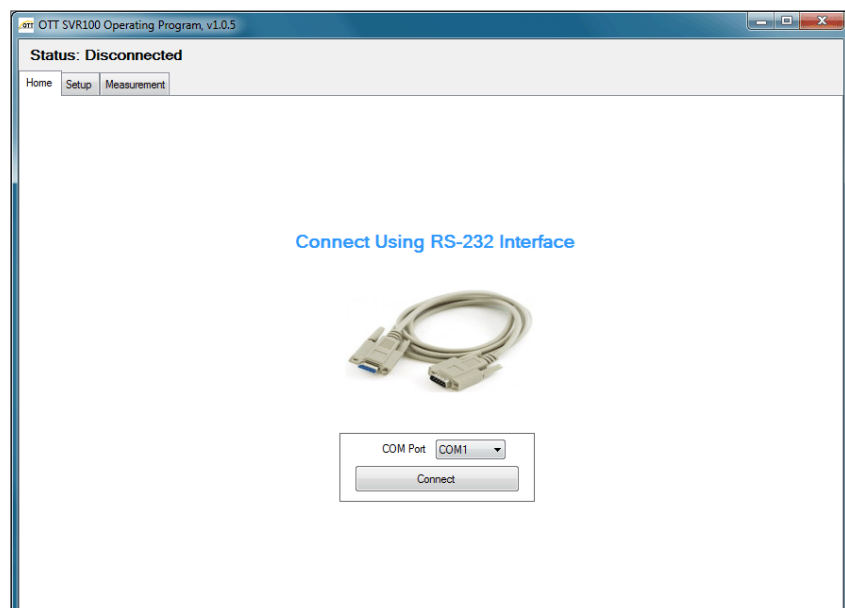 OTT OTT SVR100 Operating Program, v1.0.5
Status: Disconnected
Home Setup Measurement
Connect Using RS-232 Interface
COM Port COM1
Connect